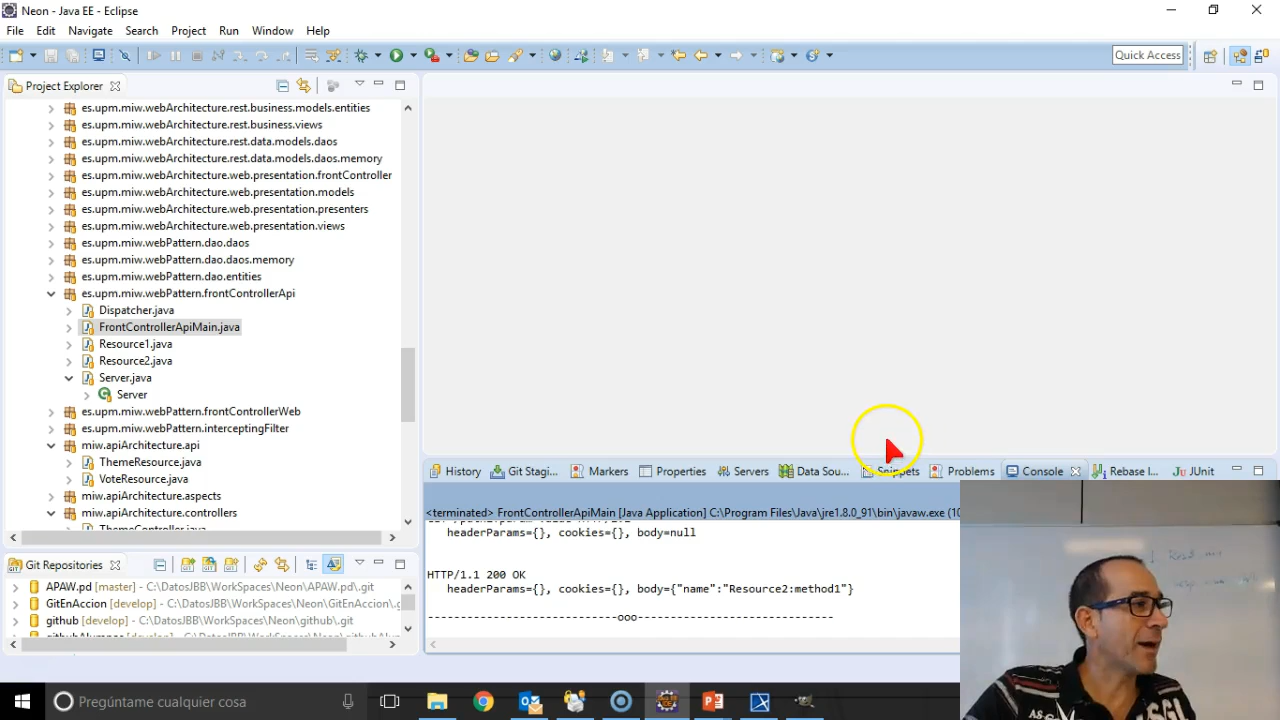 Neon - Java EE - Eclipse
File Edit Navigate Search Project Run Window Help
Quick Access
Project Explorer
es.upm.miw.webArchitecture.rest.business.models.entities
es.upm.miw.webArchitecture.rest.business.views
es.upm.miw.webArchitecture.rest.data.models.daos
es.upm.miw.webArchitecture.rest.data.models.daos.memory
es.upm.miw.webArchitecture.web.presentation.frontController
es.upm.miw.webArchitecture.web.presentation.models
es.upm.miw.webArchitecture.web.presentation.presenters
es.upm.miw.webArchitecture.web.presentation.views
es.upm.miw.webPattern.dao.daos
es.upm.miw.webPattern.dao.daos.memory
es.upm.miw.webPattern.dao.entities
es.upm.miw.webPattern.frontControllerApi
Dispatcher.java
FrontControllerApiMain.java
Resource1.java
Resource2.java
Server.java
Server
es.upm.miw.webPattern.frontControllerWeb
es.upm.miw.webPattern.interceptingFilter
miw.apiArchitecture.api
ThemeResource.java
VoteResource.java
miw.apiArchitecture.aspects
miw.apiArchitecture.controllers
ThemeController.java
Git Repositories
APAW.pd [master] - C:\DatosJBB\WorkSpaces\Neon\APAW.pd\.git
GitEnAccion [develop] - C:\DatosJBB\WorkSpaces\Neon\GitEnAccion\.g
github [develop] - C:\DatosJBB\WorkSpaces\Neon\github\.git
History Git Stagi... Markers Properties Servers Data Sou... Snippets Problems Console Rebase I... JUnit
<terminated> FrontControllerApiMain [Java Application] C:\Program Files\Java\jre1.8.0_91\bin\javaw.exe (10
headerParams={}, cookies={}, body=null
HTTP/1.1 200 OK
headerParams={}, cookies={}, body={"name":"Resource2:method1"}
---------------------------ooo----------------------------
Pregúntame cualquier cosa